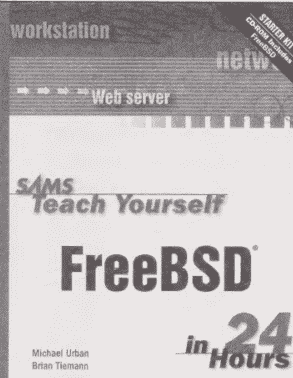 workstation
STARTER KIT
CD-ROM Includes
FreeBSD
netw
Web server
SAMS
Teach Yourself
FreeBSD®
in 24
Hours
Michael Urban
Brian Tiemann